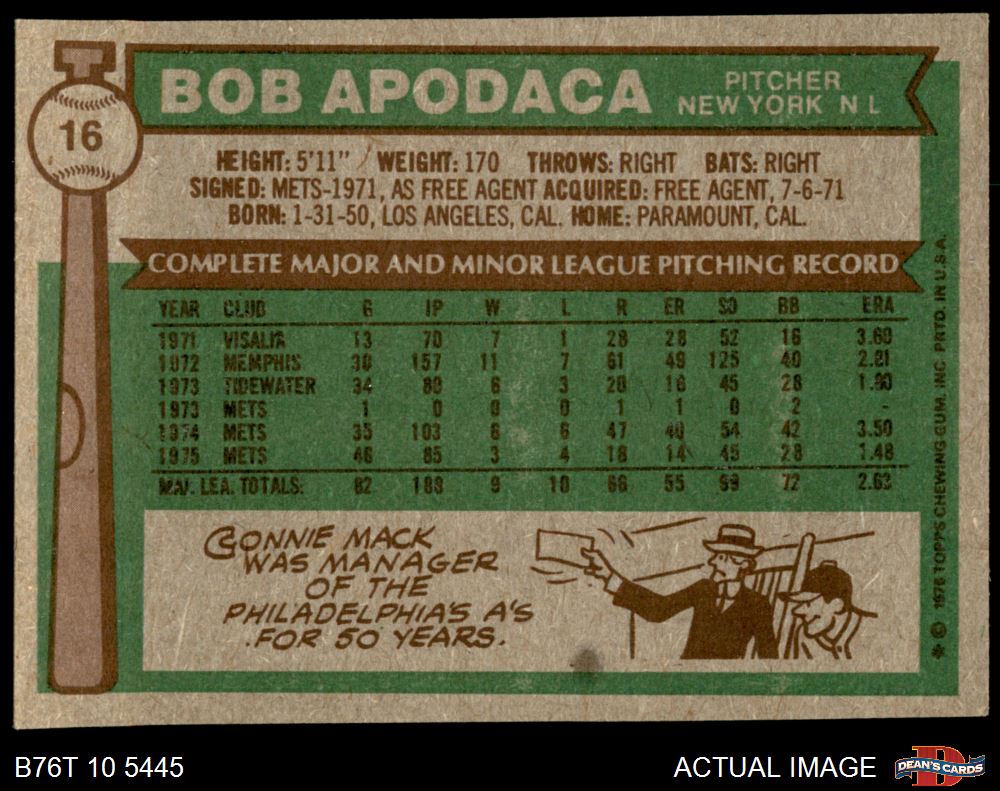 BOB APODACA
PITCHER
NEW YORK N L
16
HEIGHT: 5'11" WEIGHT: 170 THROWS: RIGHT BATS: RIGHT
SIGNED: METS-1971, AS FREE AGENT ACQUIRED: FREE AGENT, 7-6-71
BORN: 1-31-50, LOS ANGELES, CAL. HOME: PARAMOUNT, CAL.
COMPLETE MAJOR AND MINOR LEAGUE PITCHING RECORD
YEAR CLUB G IP W L R ER SO BB ERA
1971 VISALIA 13 70 7 1 28 28 52 16 3.60
1972 MEMPHIS 30 157 11 7 61 49 125 40 2.81
1973 TIDEWATER 34 80 6 3 20 16 45 28 1.80
1973 METS 1 0 0 0 1 1 0 2 -
1974 METS 35 103 6 6 47 40 54 42 3.50
1975 METS 46 85 3 4 18 14 45 28 1.48
MAJ. LEA. TOTALS: 82 188 9 10 66 55 99 72 2.63
CONNIE MACK
WAS MANAGER
OF THE
PHILADELPHIA'S A'S
FOR 50 YEARS.
* © 1976 TOPPS CHEWING GUM, INC. PRTD. IN U.S.A.
B76T 10 5445
ACTUAL IMAGE
DEAN'S CARDS